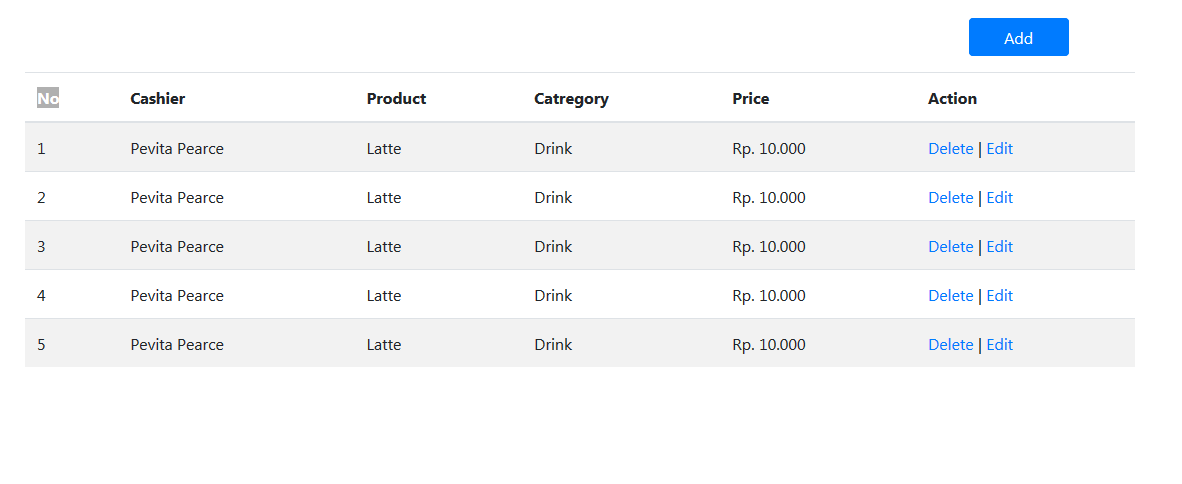 Add
No Cashier Product Catregory Price Action
1 Pevita Pearce Latte Drink Rp. 10.000 Delete | Edit
2 Pevita Pearce Latte Drink Rp. 10.000 Delete | Edit
3 Pevita Pearce Latte Drink Rp. 10.000 Delete | Edit
4 Pevita Pearce Latte Drink Rp. 10.000 Delete | Edit
5 Pevita Pearce Latte Drink Rp. 10.000 Delete | Edit